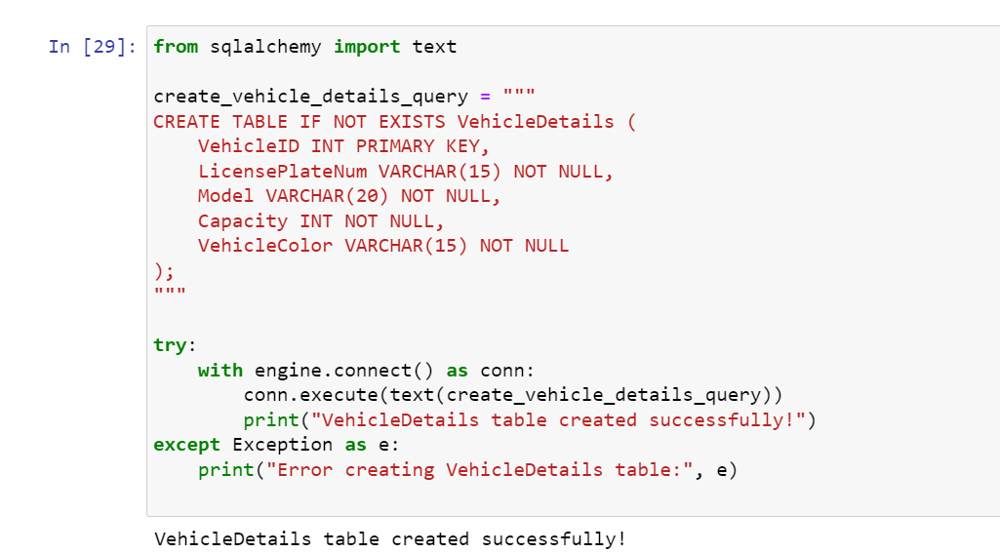 In [29]: from sqlalchemy import text
create_vehicle_details_query = """
CREATE TABLE IF NOT EXISTS VehicleDetails (
    VehicleID INT PRIMARY KEY,
    LicensePlateNum VARCHAR(15) NOT NULL,
    Model VARCHAR(20) NOT NULL,
    Capacity INT NOT NULL,
    VehicleColor VARCHAR(15) NOT NULL
);
"""
try:
    with engine.connect() as conn:
        conn.execute(text(create_vehicle_details_query))
        print("VehicleDetails table created successfully!")
except Exception as e:
    print("Error creating VehicleDetails table:", e)
VehicleDetails table created successfully!